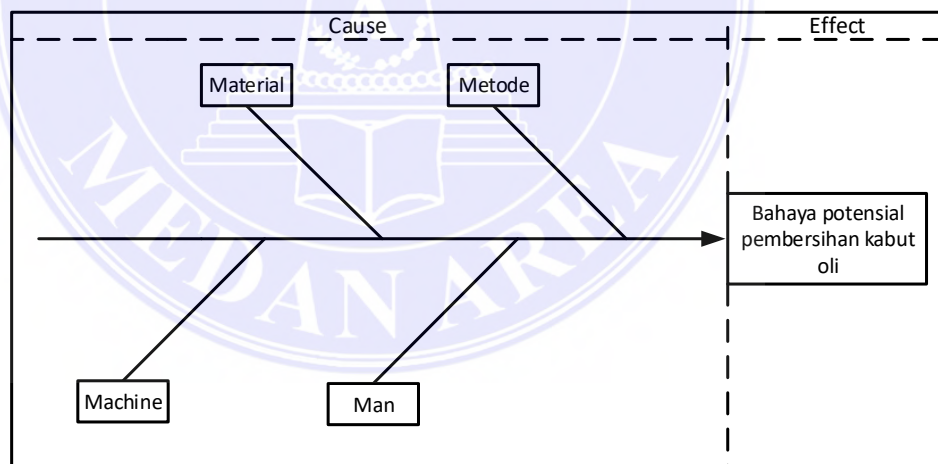 Cause
Effect
Material
Metode
Bahaya potensial
pembersihan kabut
oli
Machine
Man
MEDAN AREA